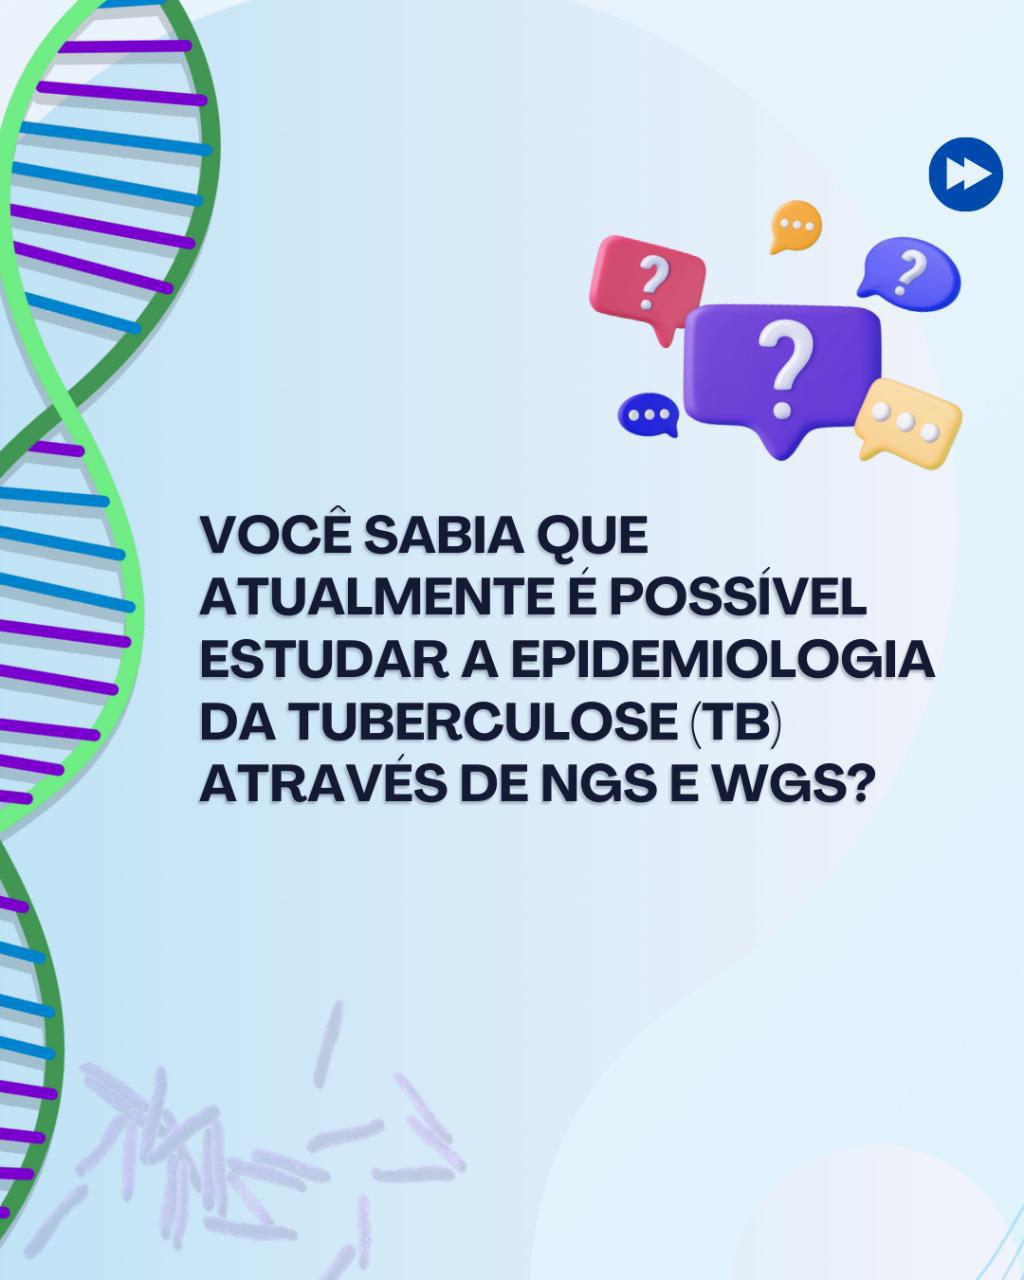 VOCÊ SABIA QUE
ATUALMENTE É POSSÍVEL
ESTUDAR A EPIDEMIOLOGIA
DA TUBERCULOSE (TB)
ATRAVÉS DE NGS E WGS?